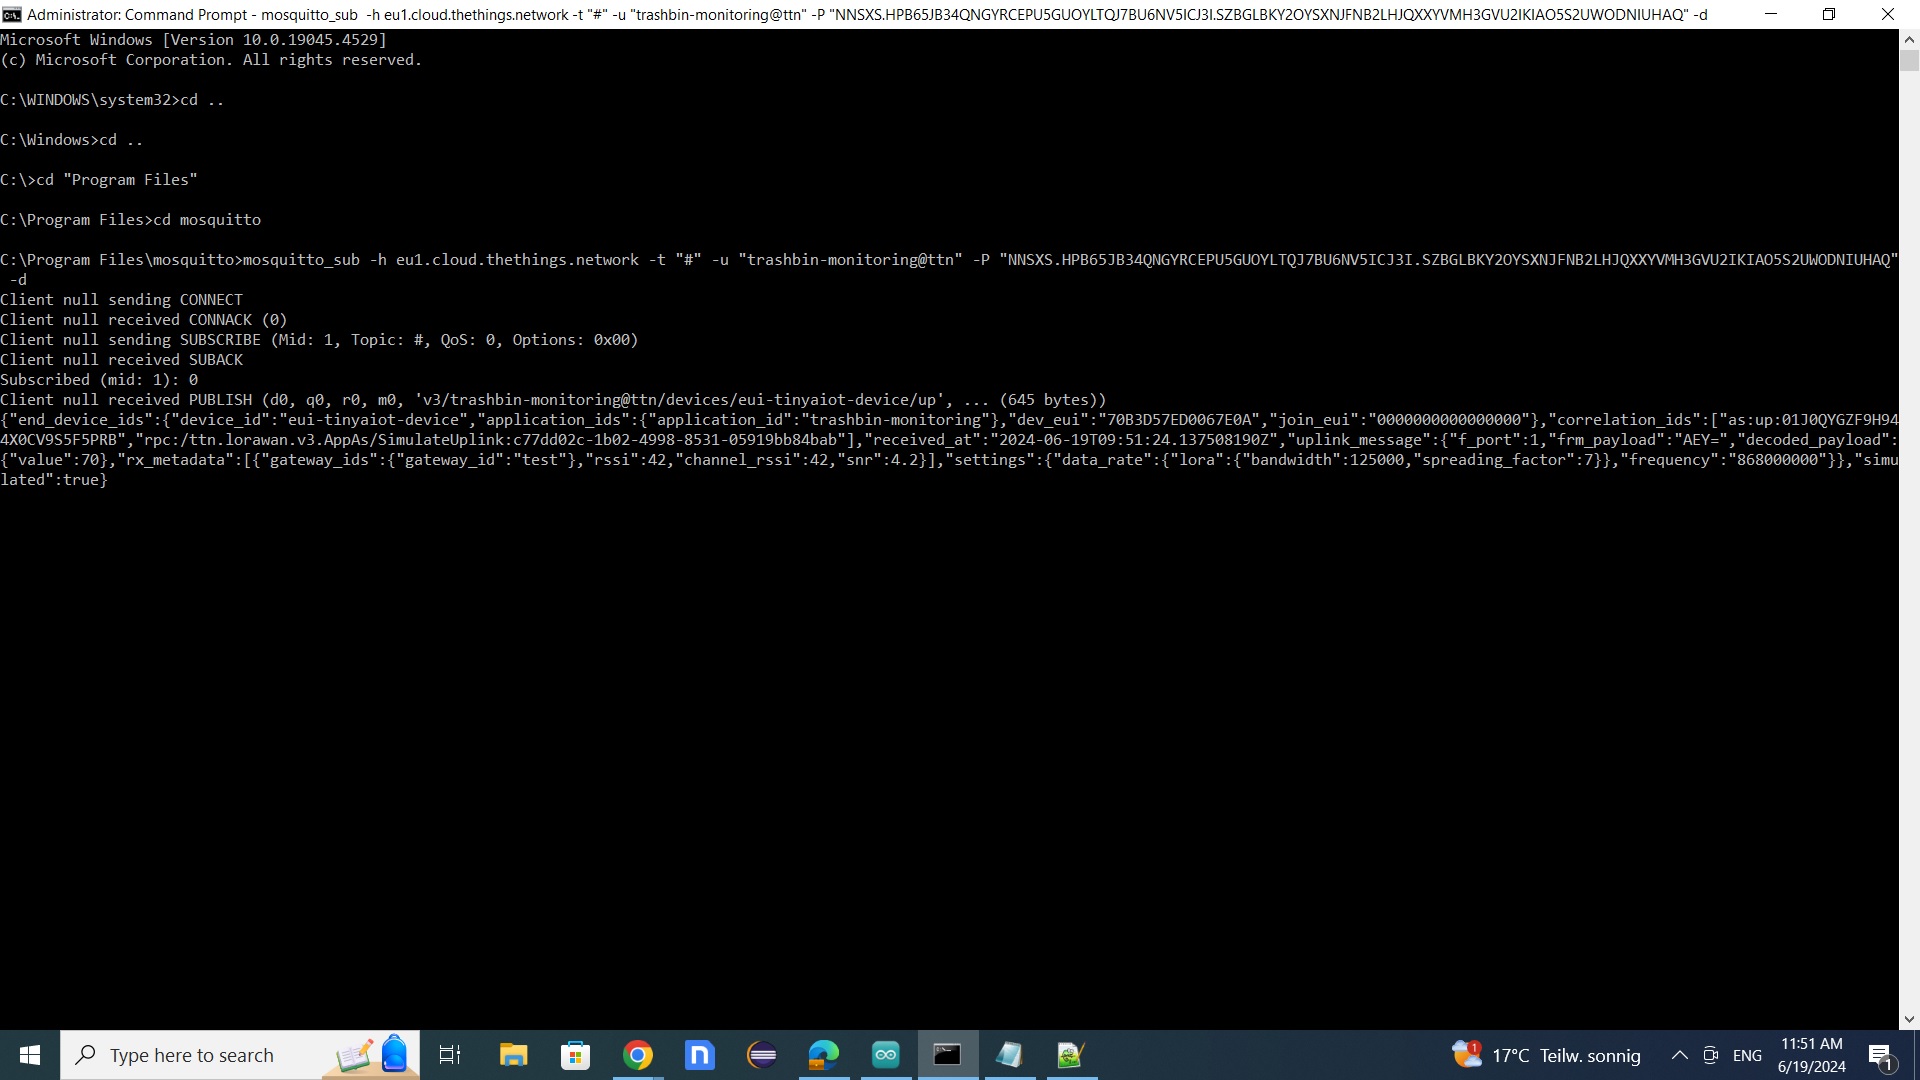 Administrator: Command Prompt - mosquitto_sub  -h eu1.cloud.thethings.network -t "#" -u "trashbin-monitoring@ttn" -P "NNSXS.HPB65JB34QNGYRCEPU5GUOYLTQJ7BU6NV5ICJ3I.SZBGLBKY2OYSXNJFNB2LHJQXXYVMH3GVU2IKIAO5S2UWODNIUHAQ" -d
Microsoft Windows [Version 10.0.19045.4529]
(c) Microsoft Corporation. All rights reserved.
C:\WINDOWS\system32>cd ..
C:\Windows>cd ..
C:\>cd "Program Files"
C:\Program Files>cd mosquitto
C:\Program Files\mosquitto>mosquitto_sub -h eu1.cloud.thethings.network -t "#" -u "trashbin-monitoring@ttn" -P "NNSXS.HPB65JB34QNGYRCEPU5GUOYLTQJ7BU6NV5ICJ3I.SZBGLBKY2OYSXNJFNB2LHJQXXYVMH3GVU2IKIAO5S2UWODNIUHAQ"
 -d
Client null sending CONNECT
Client null received CONNACK (0)
Client null sending SUBSCRIBE (Mid: 1, Topic: #, QoS: 0, Options: 0x00)
Client null received SUBACK
Subscribed (mid: 1): 0
Client null received PUBLISH (d0, q0, r0, m0, 'v3/trashbin-monitoring@ttn/devices/eui-tinyaiot-device/up', ... (645 bytes))
{"end_device_ids":{"device_id":"eui-tinyaiot-device","application_ids":{"application_id":"trashbin-monitoring"},"dev_eui":"70B3D57ED0067E0A","join_eui":"0000000000000000"},"correlation_ids":["as:up:01J0QYGZF9H94
4X0CV9S5F5PRB","rpc:/ttn.lorawan.v3.AppAs/SimulateUplink:c77dd02c-1b02-4998-8531-05919bb84bab"],"received_at":"2024-06-19T09:51:24.137508190Z","uplink_message":{"f_port":1,"frm_payload":"AEY=","decoded_payload":
{"value":70},"rx_metadata":[{"gateway_ids":{"gateway_id":"test"},"rssi":42,"channel_rssi":42,"snr":4.2}],"settings":{"data_rate":{"lora":{"bandwidth":125000,"spreading_factor":7}},"frequency":"868000000"}},"simu
lated":true}
Type here to search
1
17°C Teilw. sonnig
ENG
11:51 AM
6/19/2024
1